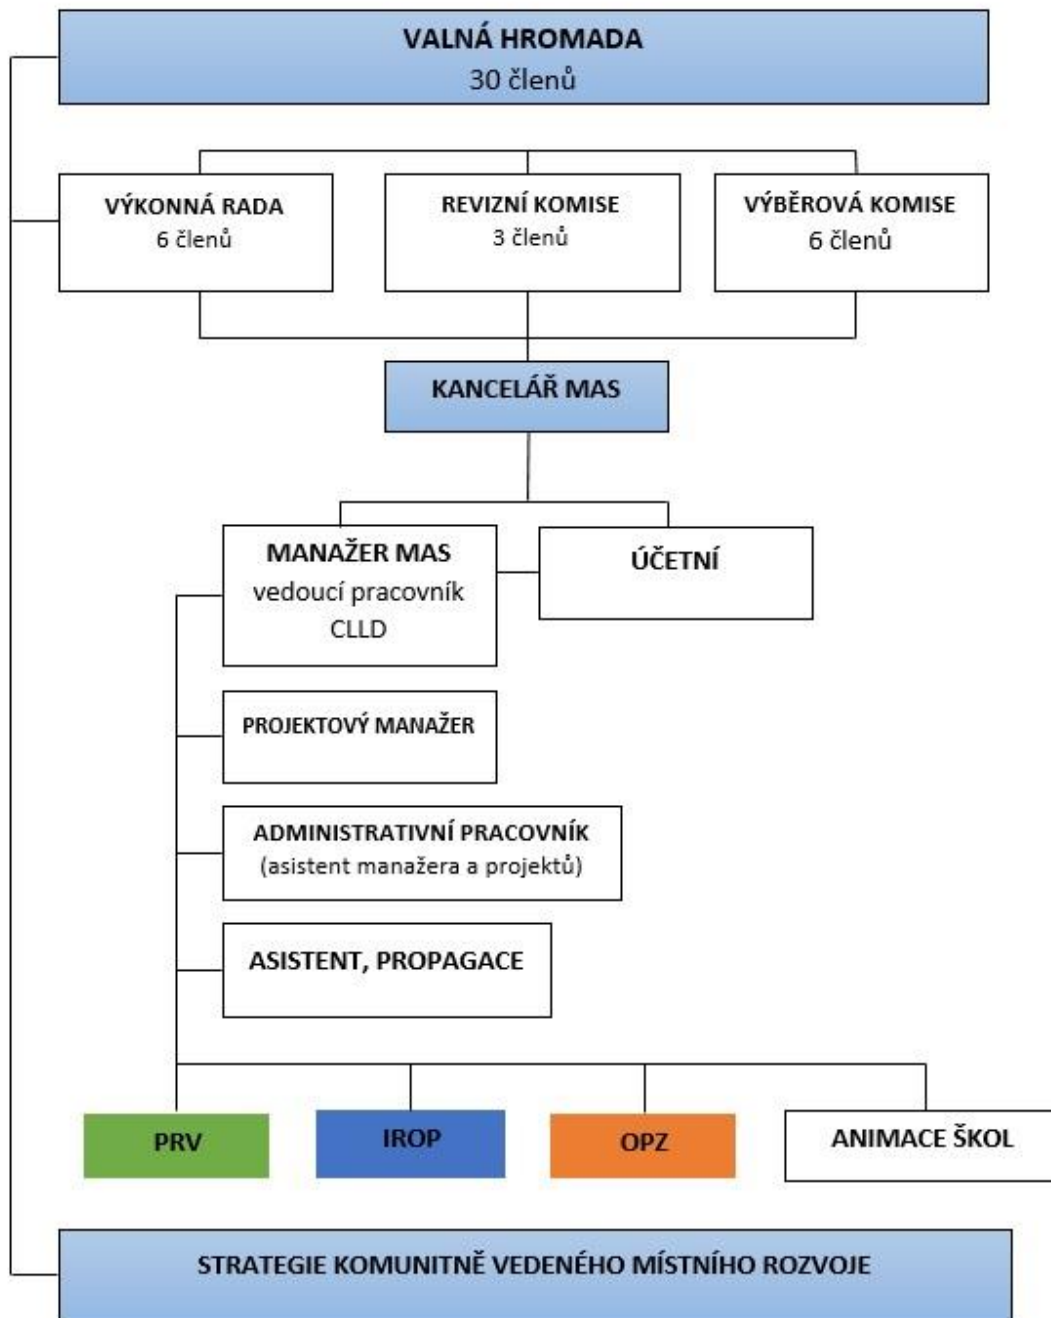 VALNÁ HROMADA
30 členů
VÝKONNÁ RADA
6 členů
REVIZNÍ KOMISE
3 členů
VÝBĚROVÁ KOMISE
6 členů
KANCELÁŘ MAS
MANAŽER MAS
vedoucí pracovník
CLLD
ÚČETNÍ
PROJEKTOVÝ MANAŽER
ADMINISTRATIVNÍ PRACOVNÍK
(asistent manažera a projektů)
ASISTENT, PROPAGACE
PRV
IROP
OPZ
ANIMACE ŠKOL
STRATEGIE KOMUNITNĚ VEDENÉHO MÍSTNÍHO ROZVOJE